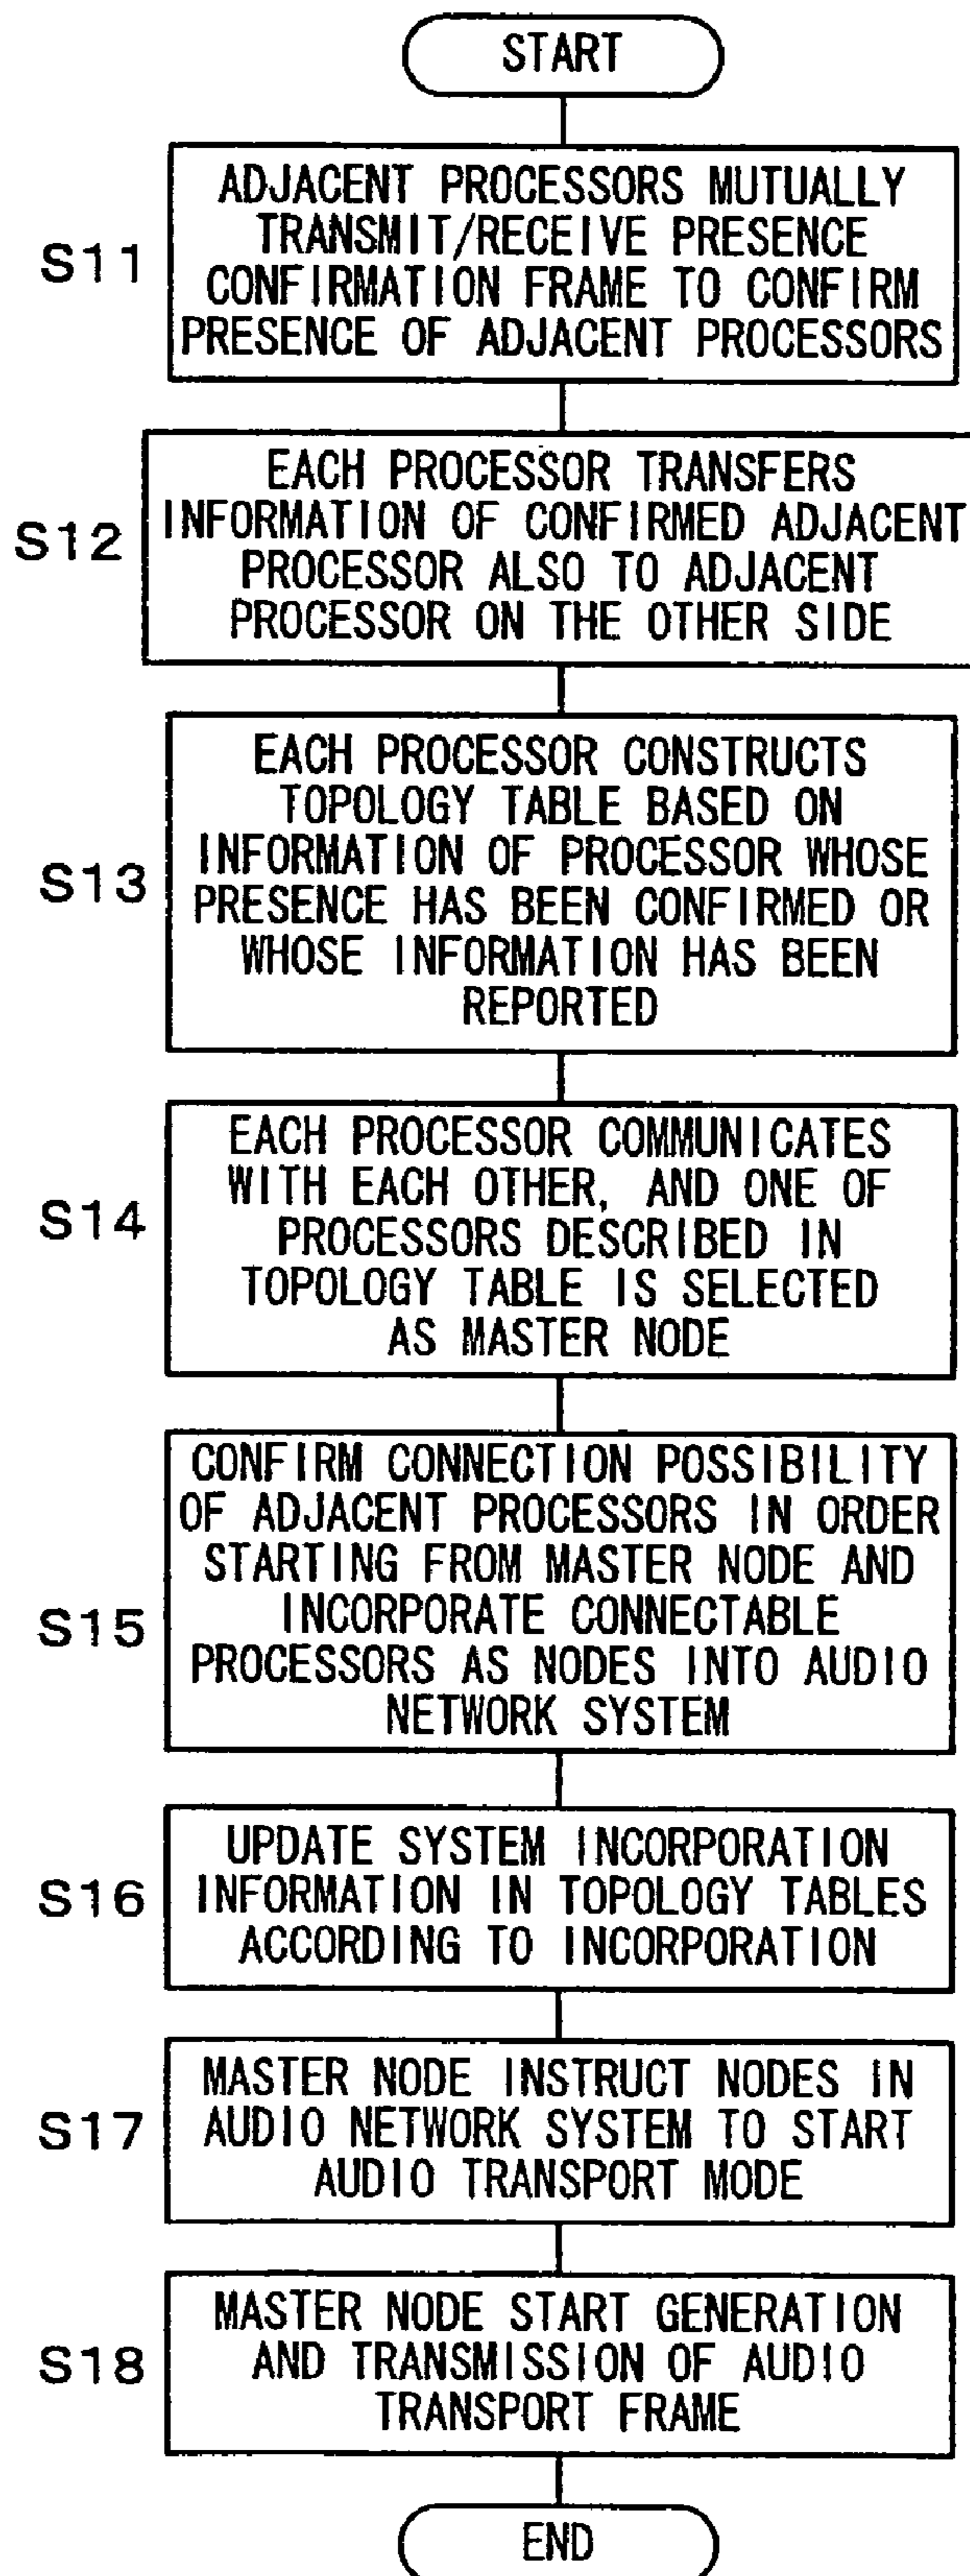 START
S11
ADJACENT PROCESSORS MUTUALLY
TRANSMIT/RECEIVE PRESENCE
CONFIRMATION FRAME TO CONFIRM
PRESENCE OF ADJACENT PROCESSORS
S12
EACH PROCESSOR TRANSFERS
INFORMATION OF CONFIRMED ADJACENT
PROCESSOR ALSO TO ADJACENT
PROCESSOR ON THE OTHER SIDE
S13
EACH PROCESSOR CONSTRUCTS
TOPOLOGY TABLE BASED ON
INFORMATION OF PROCESSOR WHOSE
PRESENCE HAS BEEN CONFIRMED OR
WHOSE INFORMATION HAS BEEN
REPORTED
S14
EACH PROCESSOR COMMUNICATES
WITH EACH OTHER, AND ONE OF
PROCESSORS DESCRIBED IN
TOPOLOGY TABLE IS SELECTED
AS MASTER NODE
S15
CONFIRM CONNECTION POSSIBILITY
OF ADJACENT PROCESSORS IN ORDER
STARTING FROM MASTER NODE AND
INCORPORATE CONNECTABLE
PROCESSORS AS NODES INTO AUDIO
NETWORK SYSTEM
S16
UPDATE SYSTEM INCORPORATION
INFORMATION IN TOPOLOGY TABLES
ACCORDING TO INCORPORATION
S17
MASTER NODE INSTRUCT NODES IN
AUDIO NETWORK SYSTEM TO START
AUDIO TRANSPORT MODE
S18
MASTER NODE START GENERATION
AND TRANSMISSION OF AUDIO
TRANSPORT FRAME
END